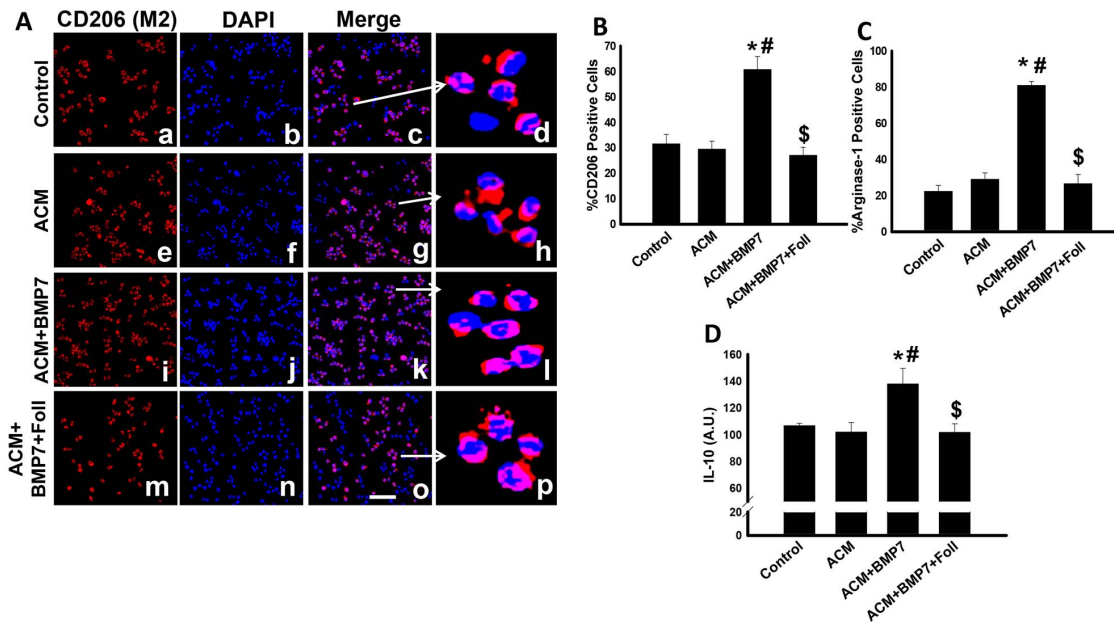 A
CD206 (M2) DAPI Merge
Control
a b c d
ACM
e f g h
ACM+BMP7
i j k l
ACM+
BMP7+Foll
m n o p
B
%CD206 Positive Cells
70
60
50
40
30
20
10
0
*#
$
Control ACM ACM+BMP7 ACM+BMP7+Foll
C
%Arginase-1 Positive Cells
100
80
60
40
20
0
*#
$
Control ACM ACM+BMP7 ACM+BMP7+Foll
D
IL-10 (A.U.)
160
140
120
100
80
60
20
0
*#
$
Control ACM ACM+BMP7 ACM+BMP7+Foll